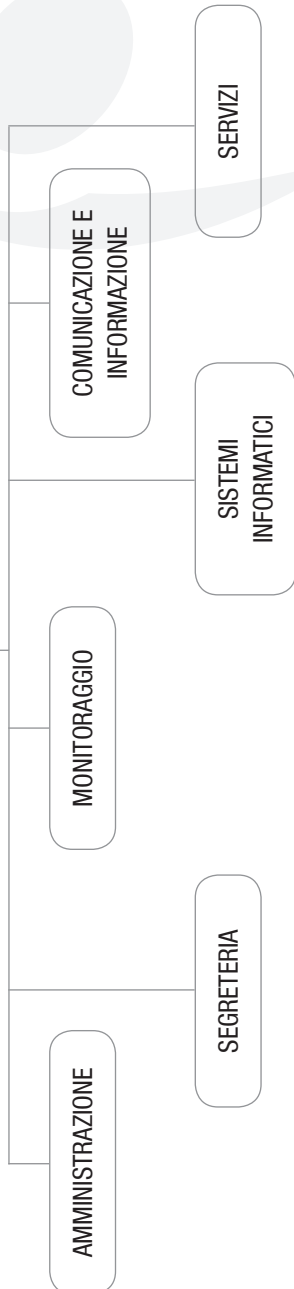 AMMINISTRAZIONE
SEGRETERIA
MONITORAGGIO
SISTEMI
INFORMATICI
COMUNICAZIONE E
INFORMAZIONE
SERVIZI